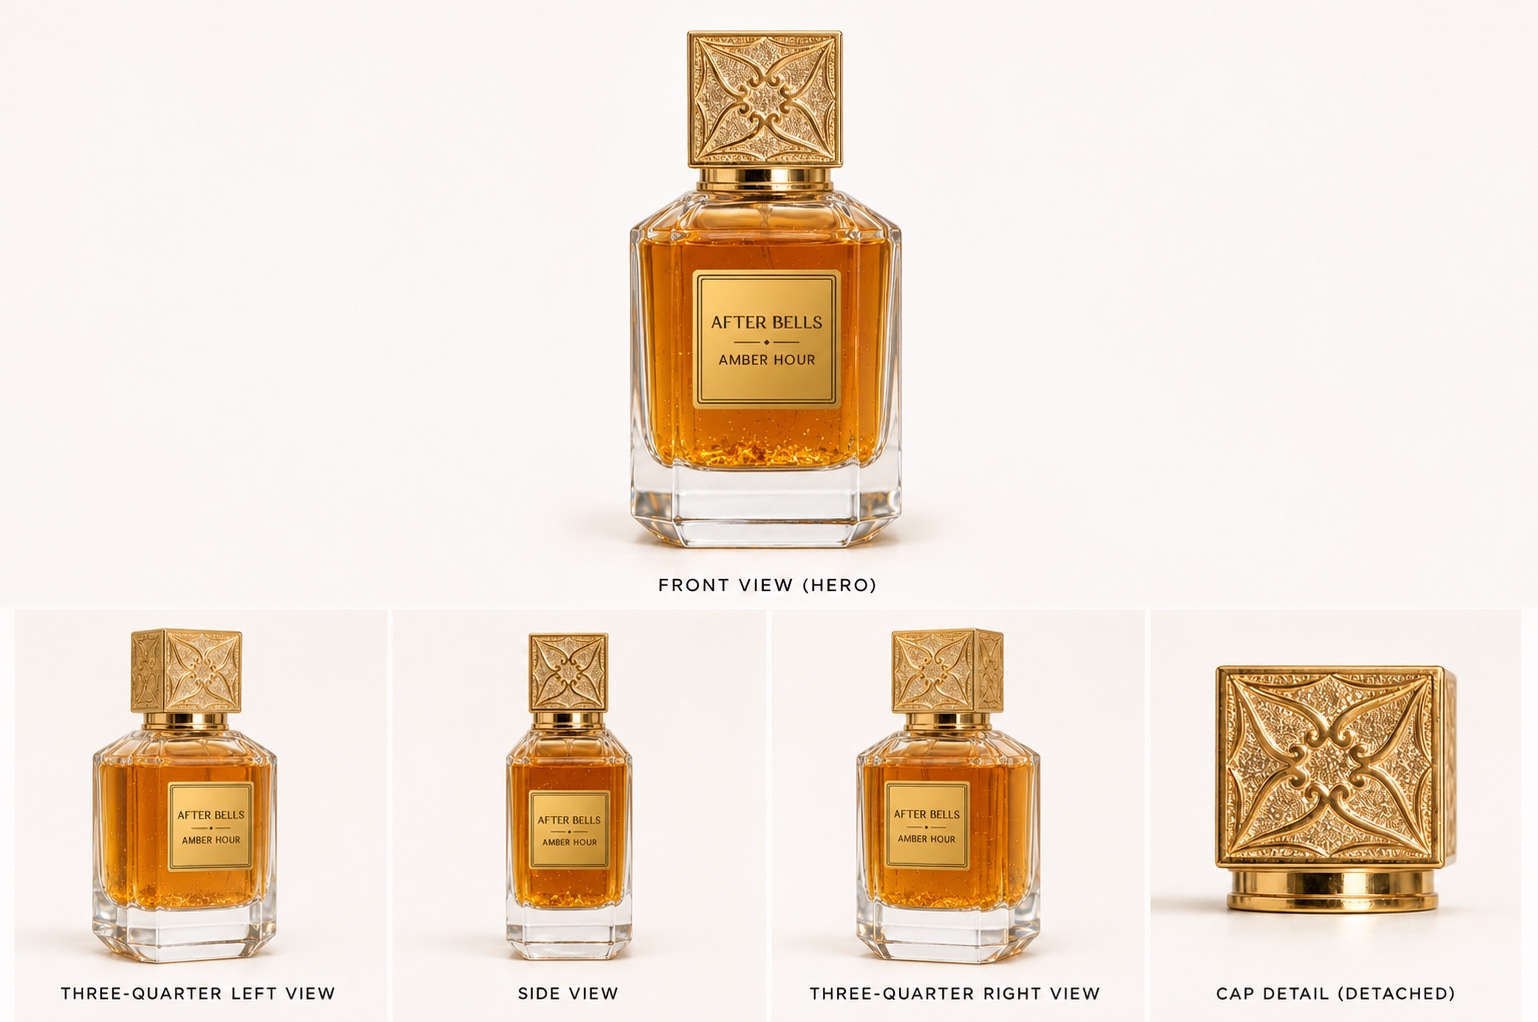 AFTER BELLS
AMBER HOUR
FRONT VIEW (HERO)
AFTER BELLS
AMBER HOUR
THREE-QUARTER LEFT VIEW
AFTER BELLS
AMBER HOUR
SIDE VIEW
AFTER BELLS
AMBER HOUR
THREE-QUARTER RIGHT VIEW
CAP DETAIL (DETACHED)